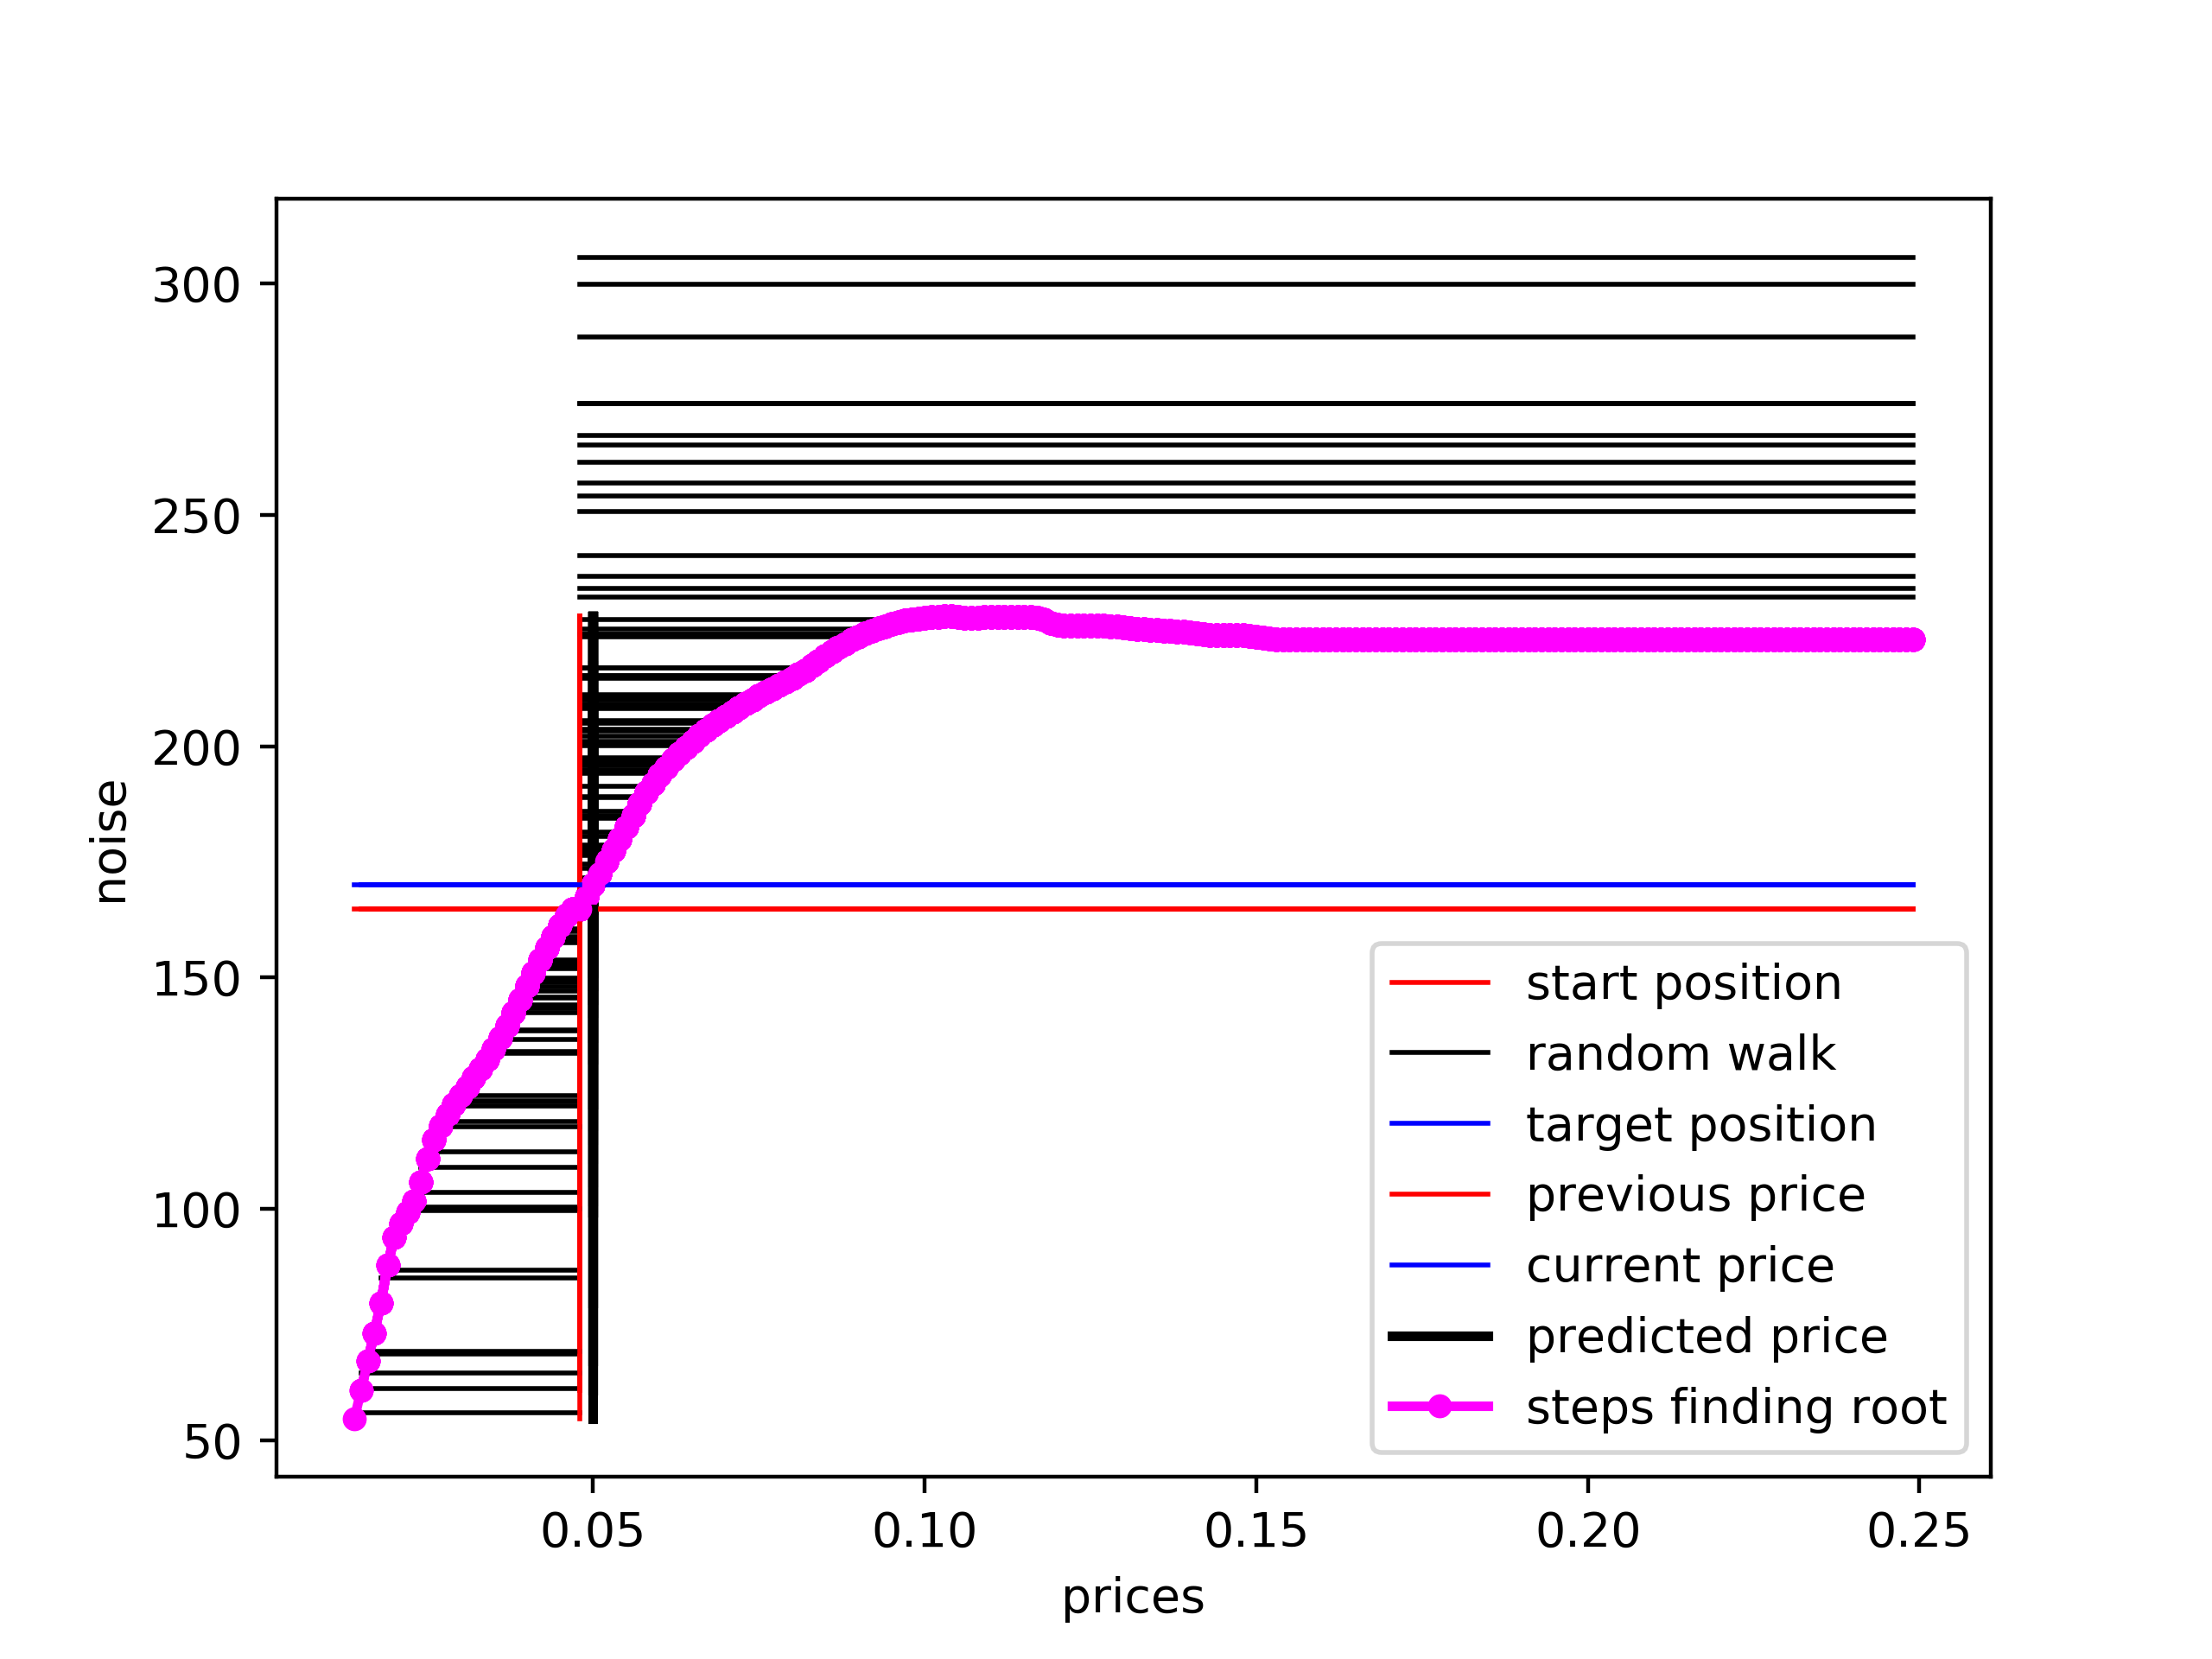 300
250
200
150
100
50
noise
0.05 0.10 0.15 0.20 0.25
prices
start position
random walk
target position
previous price
current price
predicted price
steps finding root